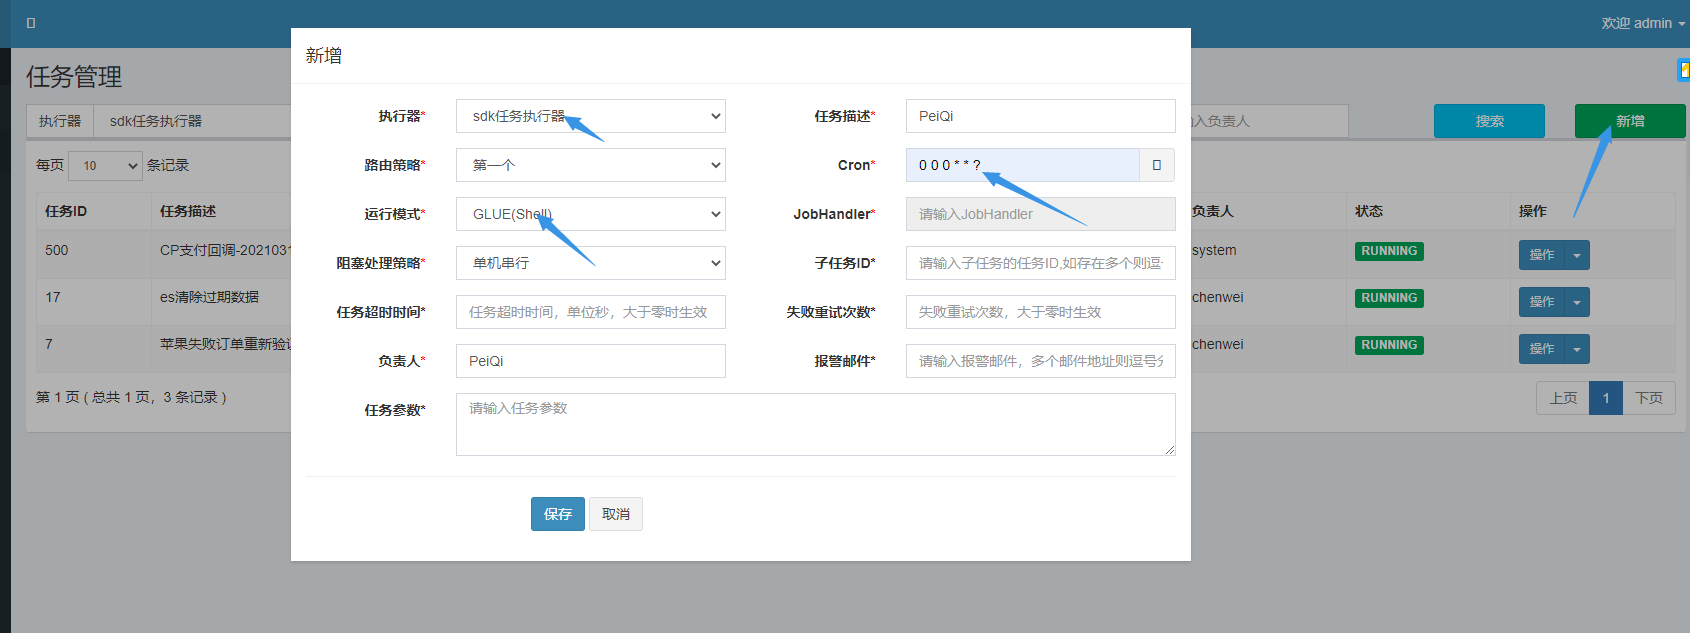 欢迎 admin
任务管理
执行器 sdk任务执行器
入负责人 搜索 新增
每页 10 条记录
任务ID 任务描述 负责人 状态 操作
500 CP支付回调-2021031 system RUNNING 操作
17 es清除过期数据 chenwei RUNNING 操作
7 苹果失败订单重新验 chenwei RUNNING 操作
第 1 页 ( 总共 1 页，3 条记录 ) 上页 1 下页
新增
执行器* sdk任务执行器 任务描述* PeiQi
路由策略* 第一个 Cron* 0 0 0 * * ?
运行模式* GLUE(Shell) JobHandler* 请输入JobHandler
阻塞处理策略* 单机串行 子任务ID* 请输入子任务的任务ID,如存在多个则逗
任务超时时间* 任务超时时间，单位秒，大于零时生效 失败重试次数* 失败重试次数，大于零时生效
负责人* PeiQi 报警邮件* 请输入报警邮件，多个邮件地址则逗号分
任务参数* 请输入任务参数
保存 取消